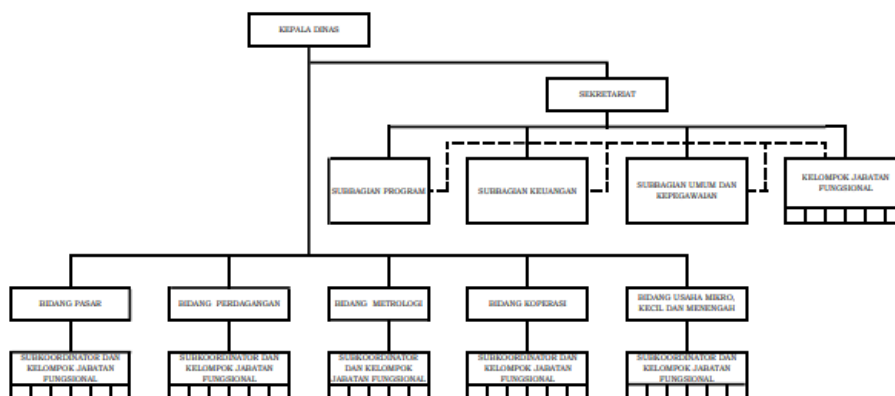 KEPALA DINAS
SEKRETARIAT
SUBBAGIAN PROGRAM
SUBBAGIAN KEUANGAN
SUBBAGIAN UMUM DAN
KEPEGAWAIAN
KELOMPOK JABATAN
FUNGSIONAL
BIDANG PASAR
BIDANG PERDAGANGAN
BIDANG METROLOGI
BIDANG KOPERASI
BIDANG USAHA MIKRO,
KECIL DAN MENENGAH
SUBKOORDINATOR DAN
KELOMPOK JABATAN
FUNGSIONAL
SUBKOORDINATOR DAN
KELOMPOK JABATAN
FUNGSIONAL
SUBKOORDINATOR
DAN KELOMPOK
JABATAN FUNGSIONAL
SUBKOORDINATOR DAN
KELOMPOK JABATAN
FUNGSIONAL
SUBKOORDINATOR DAN
KELOMPOK JABATAN
FUNGSIONAL